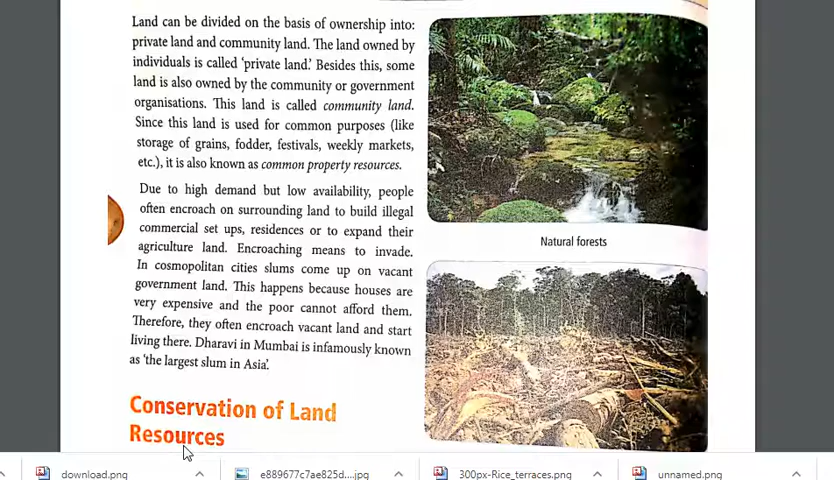 Land can be divided on the basis of ownership into:
private land and community land. The land owned by
individuals is called ‘private land.’ Besides this, some
land is also owned by the community or government
organisations. This land is called community land.
Since this land is used for common purposes (like
storage of grains, fodder, festivals, weekly markets,
etc.), it is also known as common property resources.
Due to high demand but low availability, people
often encroach on surrounding land to build illegal
commercial set ups, residences or to expand their
agriculture land. Encroaching means to invade.
In cosmopolitan cities slums come up on vacant
government land. This happens because houses are
very expensive and the poor cannot afford them.
Therefore, they often encroach vacant land and start
living there. Dharavi in Mumbai is infamously known
as ‘the largest slum in Asia’.
Conservation of Land
Resources
Natural forests
download.png
e889677c7ae825d....jpg
300px-Rice_terraces.png
unnamed.png